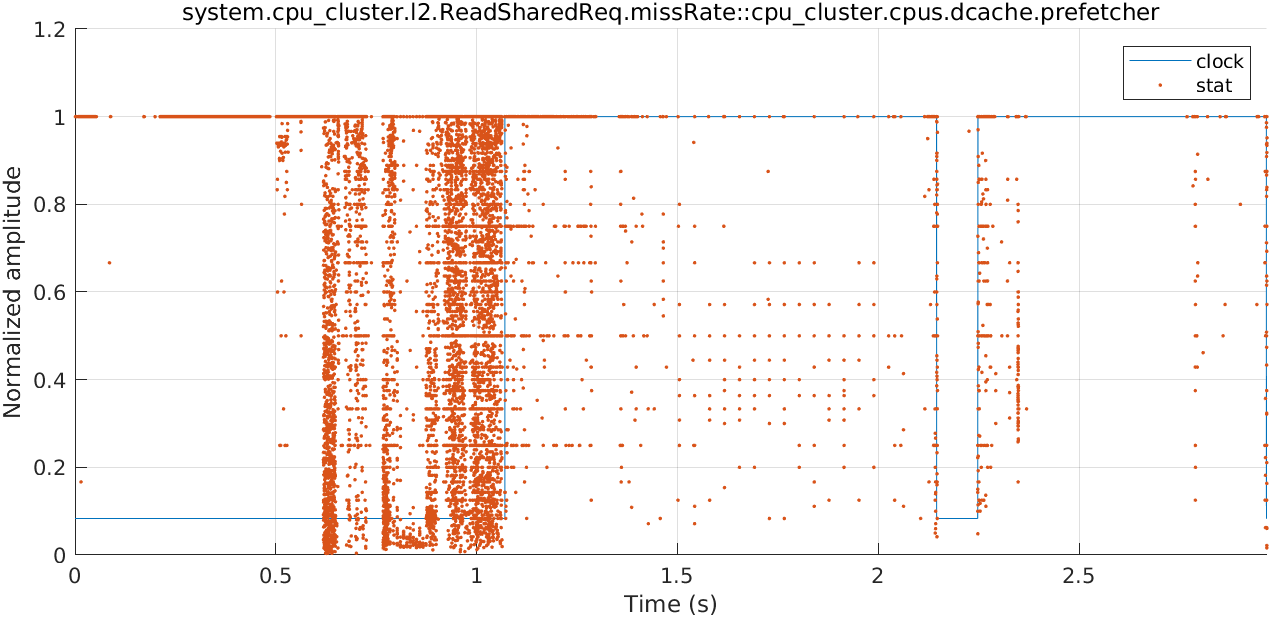 system.cpu_cluster.l2.ReadSharedReq.missRate::cpu_cluster.cpus.dcache.prefetcher
1.2
1
0.8
0.6
0.4
0.2
0
Normalized amplitude
clock
stat
0 0.5 1 1.5 2 2.5
Time (s)